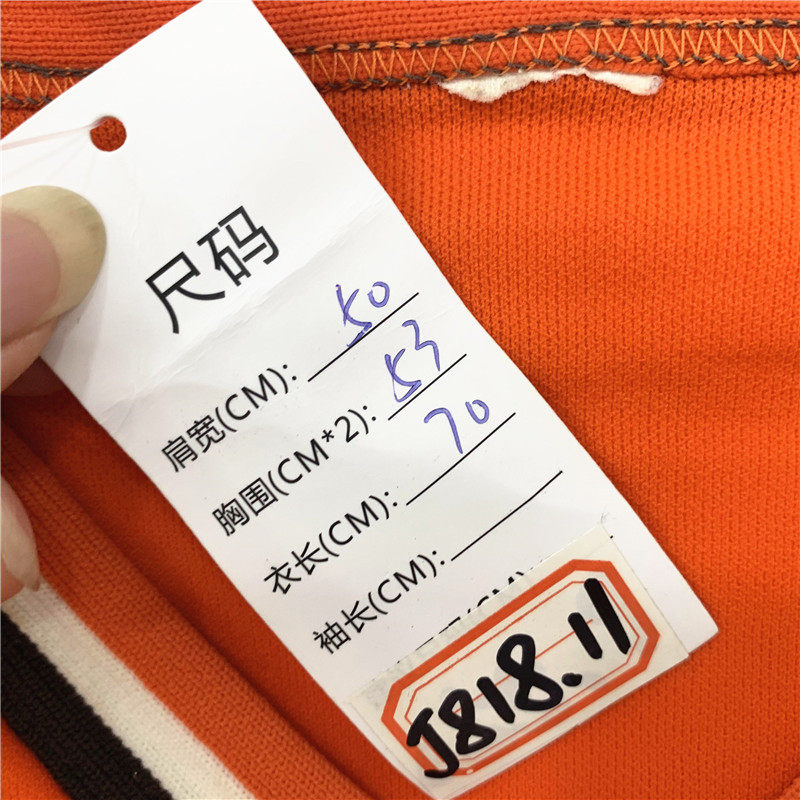 尺码
肩宽(CM): 50
胸围(CM*2): 53
衣长(CM): 70
袖长(CM):
J818.11